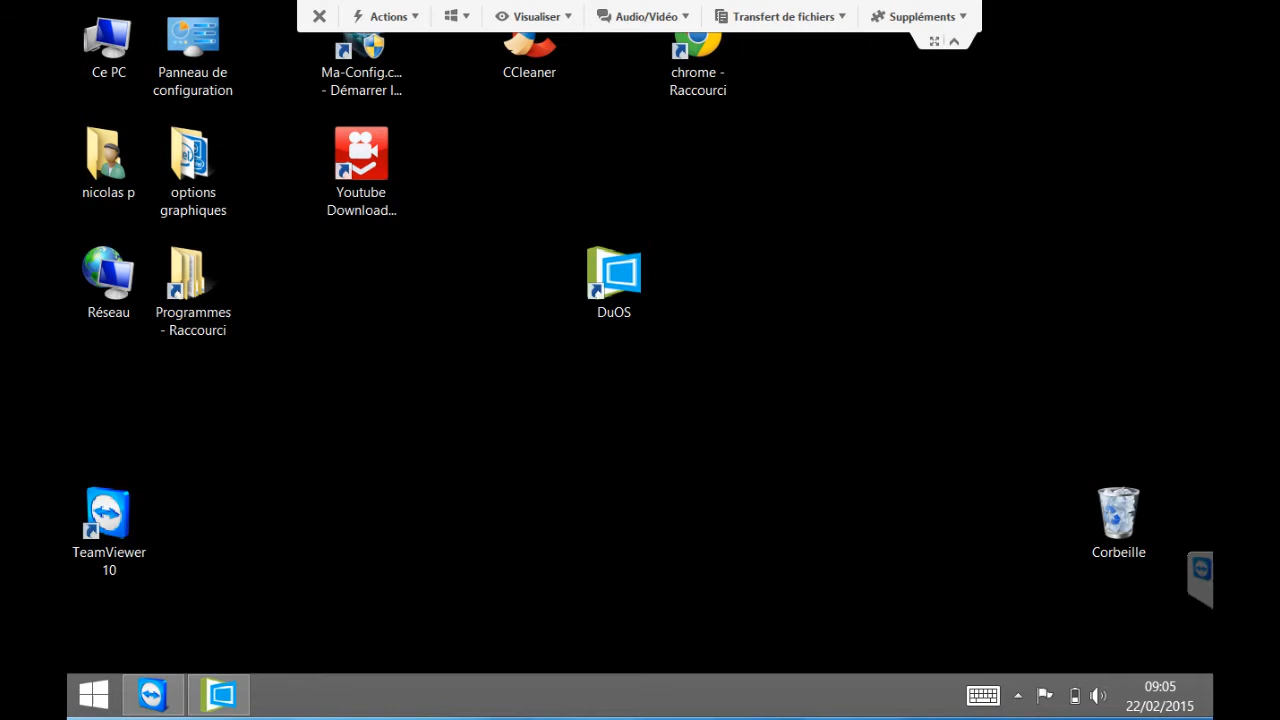 Actions
Visualiser
Audio/Vidéo
Transfert de fichiers
Suppléments
Ce PC
Panneau de
configuration
Ma-Config.c...
- Démarrer l...
CCleaner
chrome -
Raccourci
nicolas p
options
graphiques
Youtube
Download...
Réseau
Programmes
- Raccourci
DuOS
TeamViewer
10
Corbeille
09:05
22/02/2015